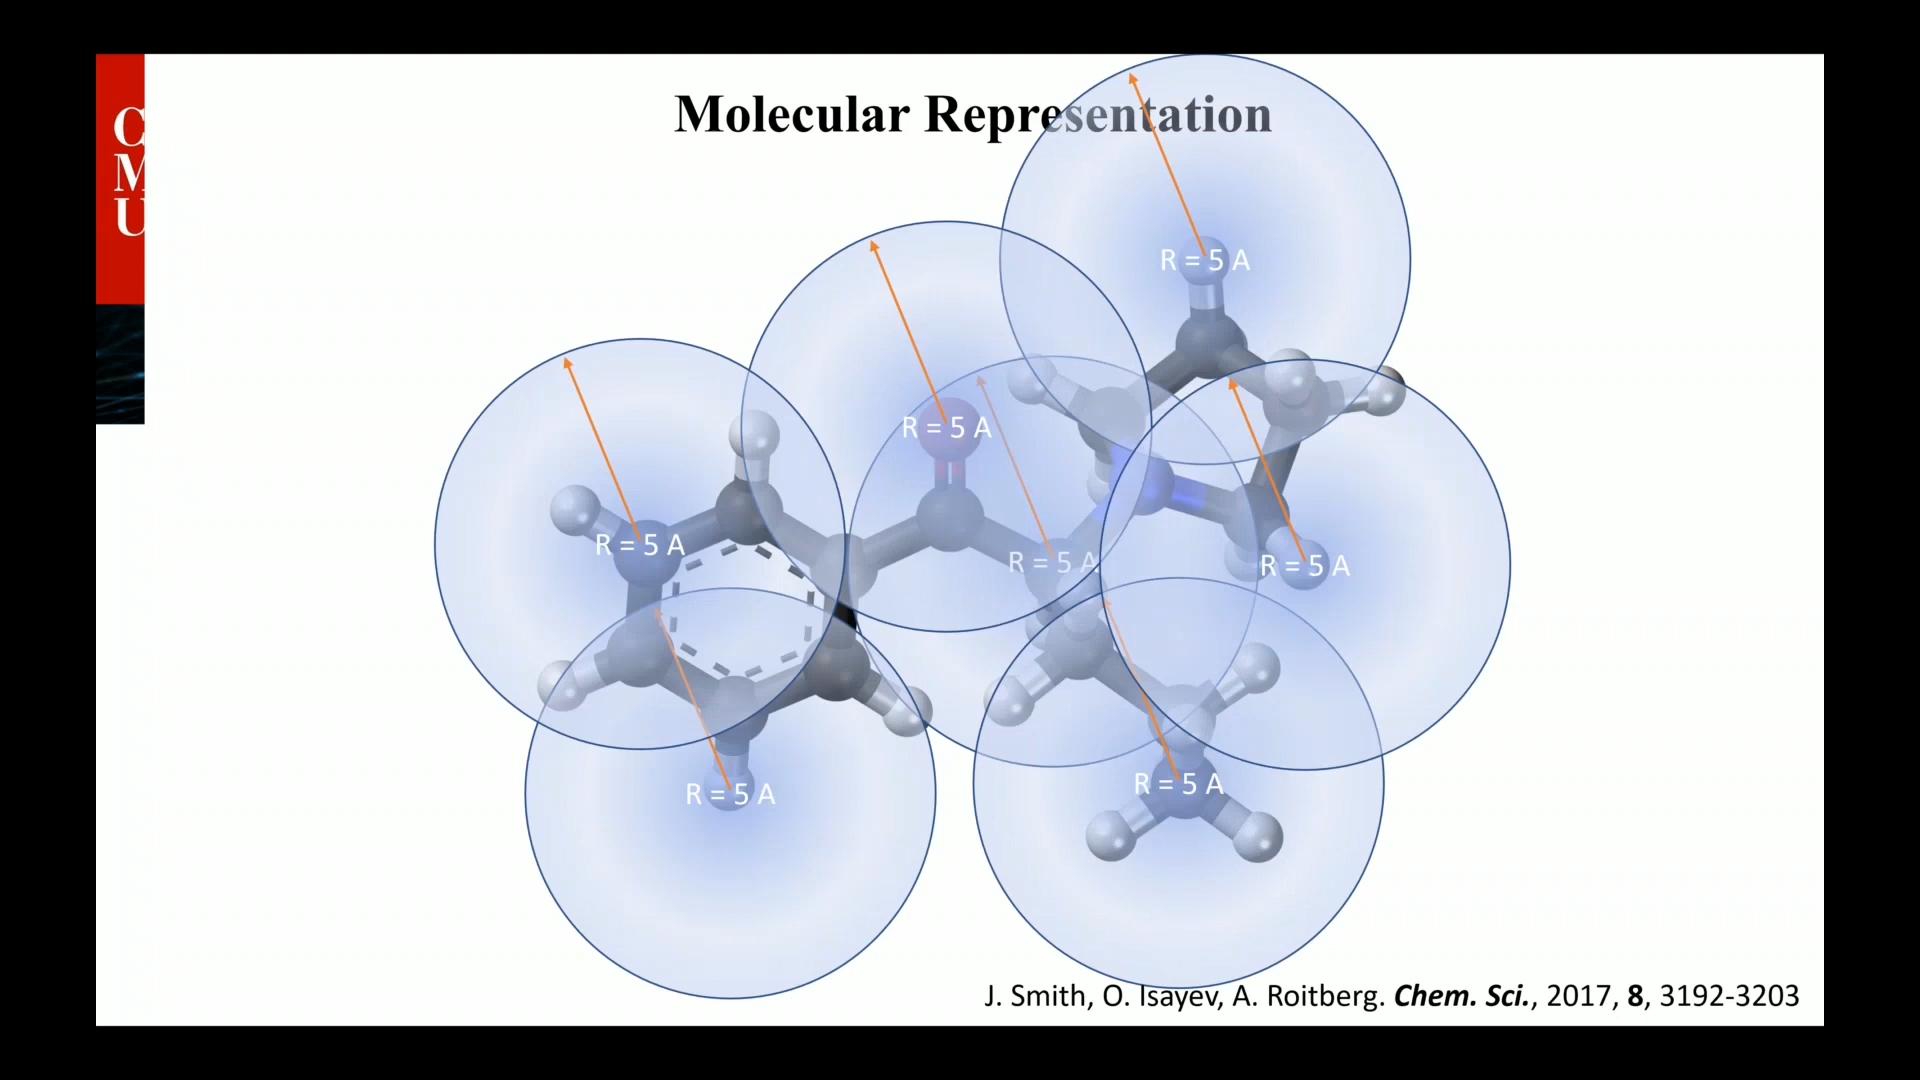 C
M
U
Molecular Representation
R = 5 A
R = 5 A
R = 5 A
R = 5 A
R = 5 A
R = 5 A
R = 5 A
J. Smith, O. Isayev, A. Roitberg. Chem. Sci., 2017, 8, 3192-3203